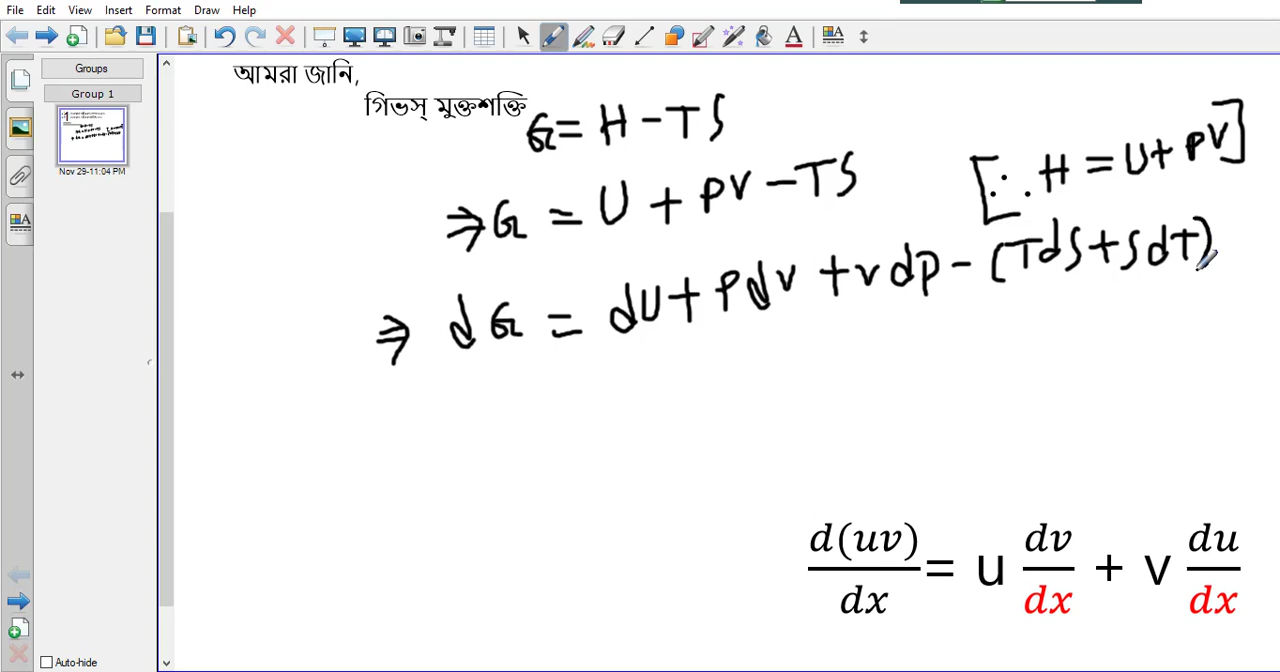 File Edit View Insert Format Draw Help
Groups
Group 1
Nov 29-11:04 PM
Auto-hide
আমরা জানি,
গিভস্ মুক্তশক্তি G = H - TS
⇒ G = U + PV - TS [∵ H = U + PV]
⇒ dG = dU + PdV + vdp - (TdS + SdT)
d(uv)/dx = u dv/dx + v du/dx